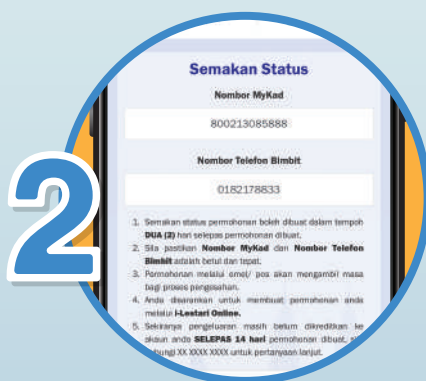 2
Semakan Status
Nombor MyKad
800213085888
Nombor Telefon Bimbit
0182178833
1. Semakan status permohonan boleh dibuat dalam tempoh
DUA (2) hari selepas permohonan dibuat.
2. Sila pastikan Nombor MyKad dan Nombor Telefon
Bimbit adalah betul dan tepat.
3. Permohonan melalui emel/ pos akan mengambil masa
bagi proses pengesahan.
4. Anda disarankan untuk membuat permohonan anda
melalui i-Lestari Online.
5. Sekiranya pengeluaran masih belum dikreditkan ke
akaun anda SELEPAS 14 hari permohonan dibuat,
XX XXXX XXXX untuk pertanyaan lanjut.